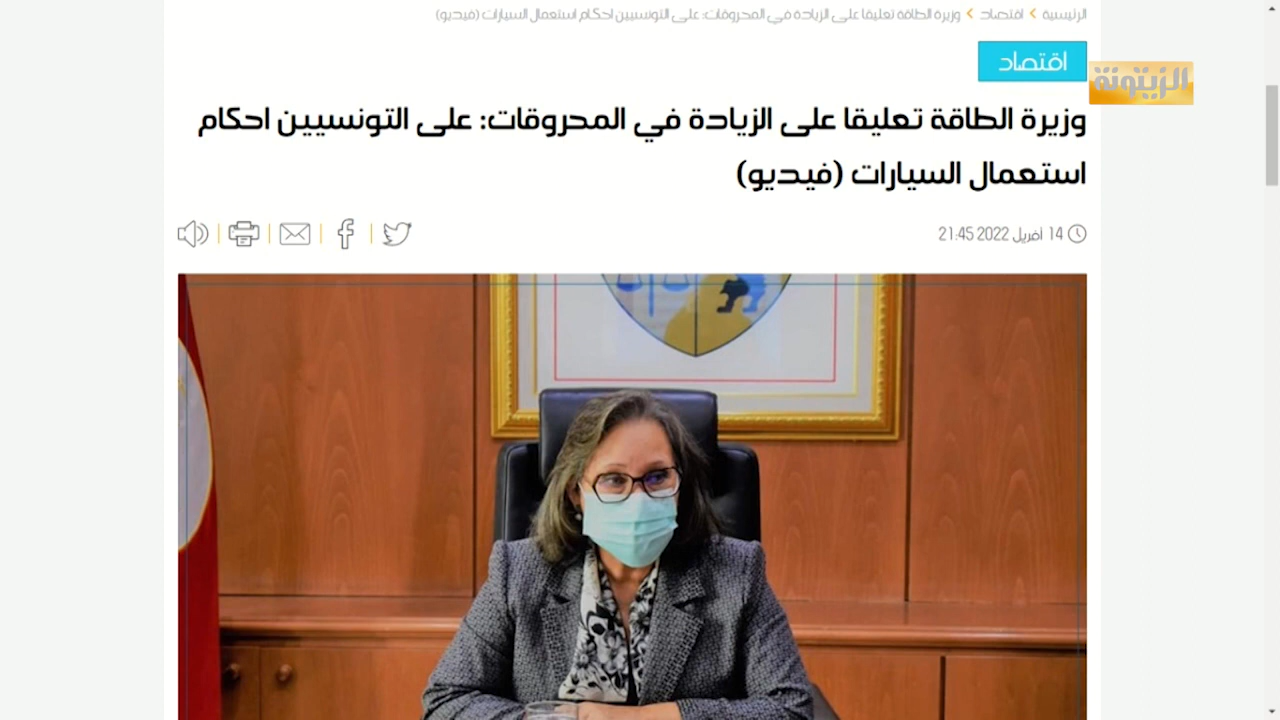 الرئيسية > اقتصاد > وزيرة الطاقة تعليقا على الزيادة في المحروقات: على التونسيين احكام استعمال السيارات (فيديو)
اقتصاد
الزيتونة
وزيرة الطاقة تعليقا على الزيادة في المحروقات: على التونسيين احكام
استعمال السيارات (فيديو)
14 أفريل 2022 21:45